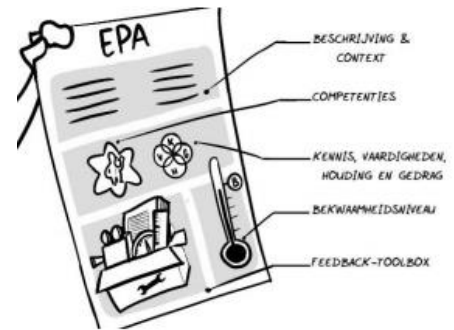 EPA
BESCHRIJVING &
CONTEXT
COMPETENTIES
KENNIS, VAARDIGHEDEN,
HOUDING EN GEDRAG
BEKWAAMHEIDSNIVEAU
FEEDBACK-TOOLBOX